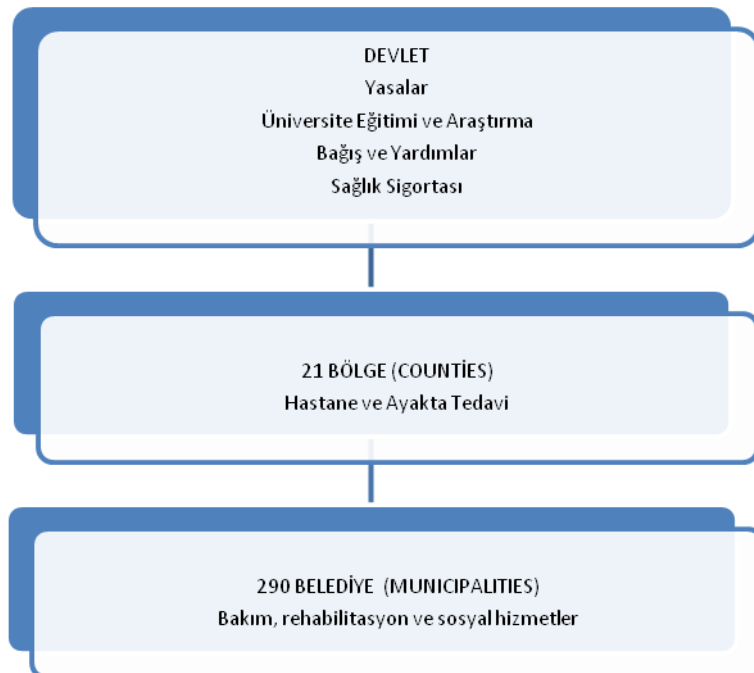 DEVLET
Yasalar
Üniversite Eğitimi ve Araştırma
Bağış ve Yardımlar
Sağlık Sigortası
21 BÖLGE (COUNTİES)
Hastane ve Ayakta Tedavi
290 BELEDİYE (MUNICIPALITIES)
Bakım, rehabilitasyon ve sosyal hizmetler